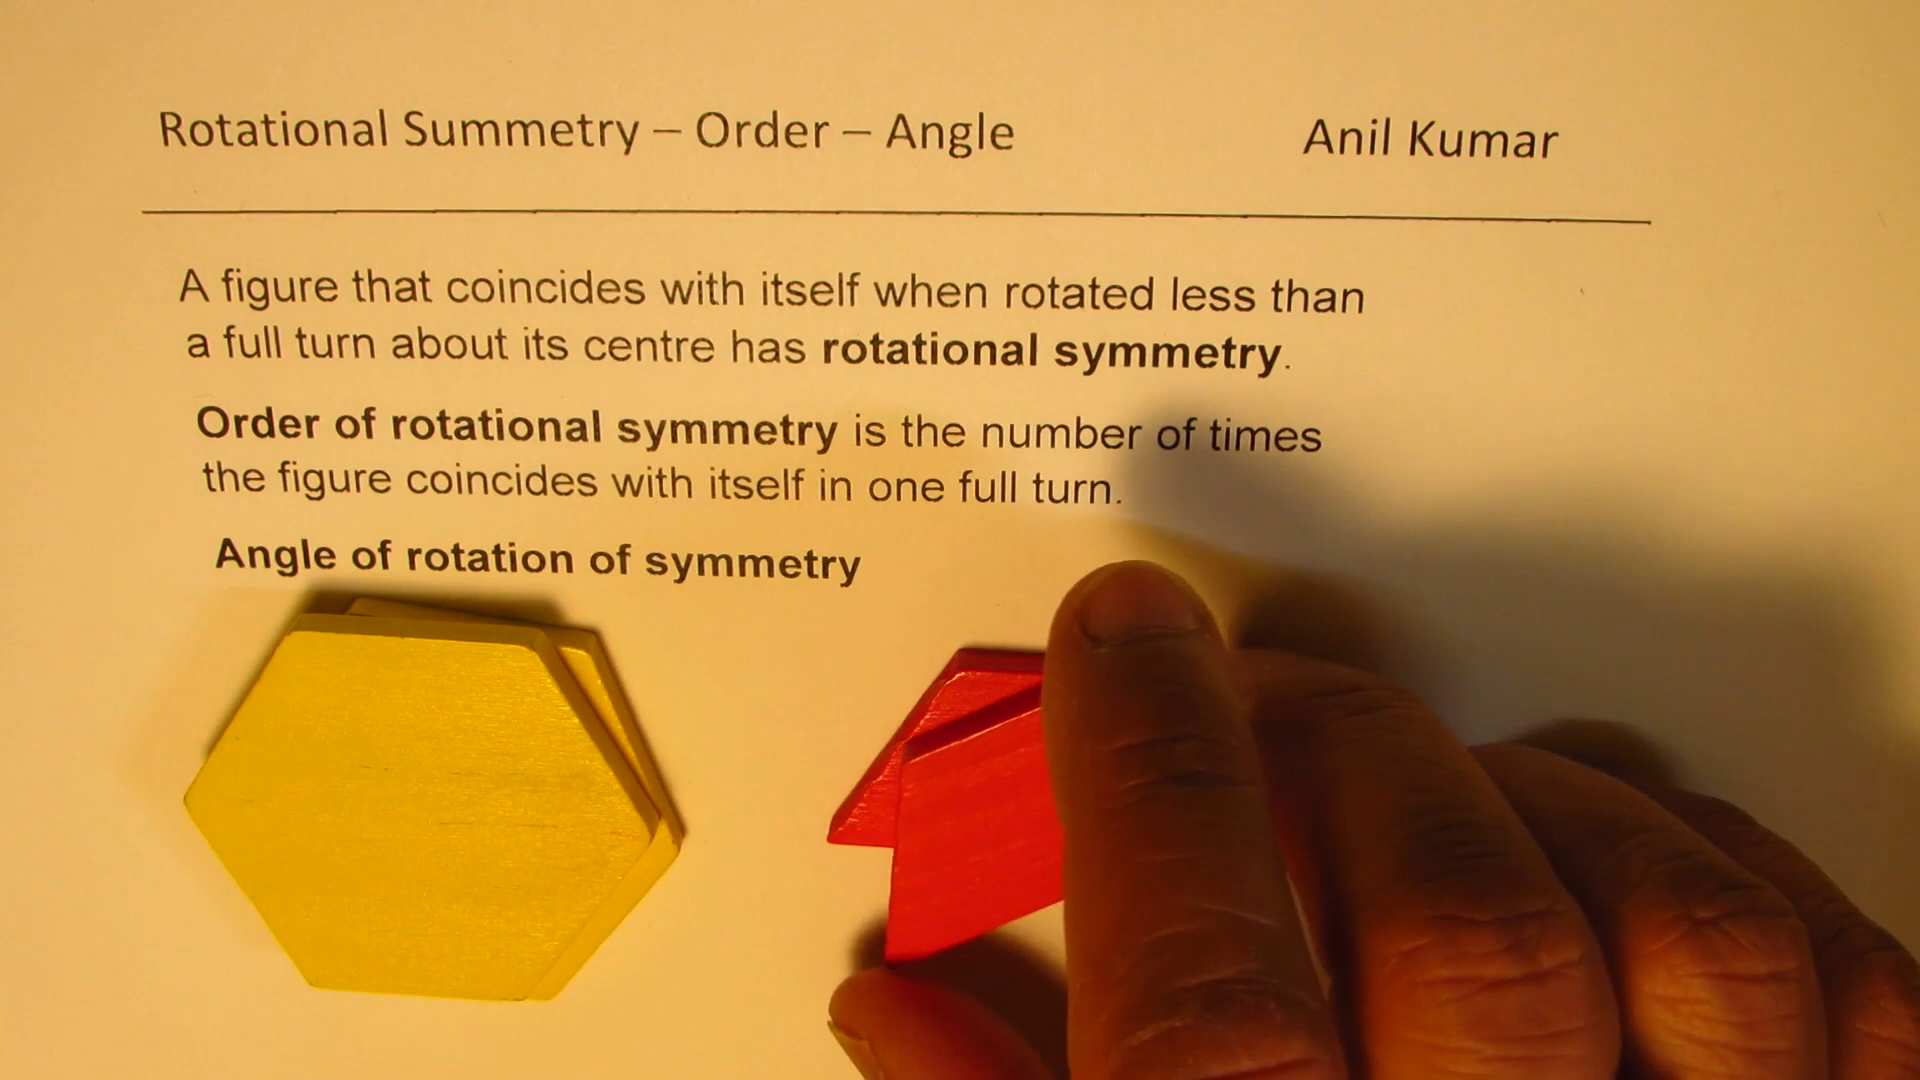 Rotational Summetry – Order – Angle
Anil Kumar
A figure that coincides with itself when rotated less than
a full turn about its centre has rotational symmetry.
Order of rotational symmetry is the number of times
the figure coincides with itself in one full turn.
Angle of rotation of symmetry